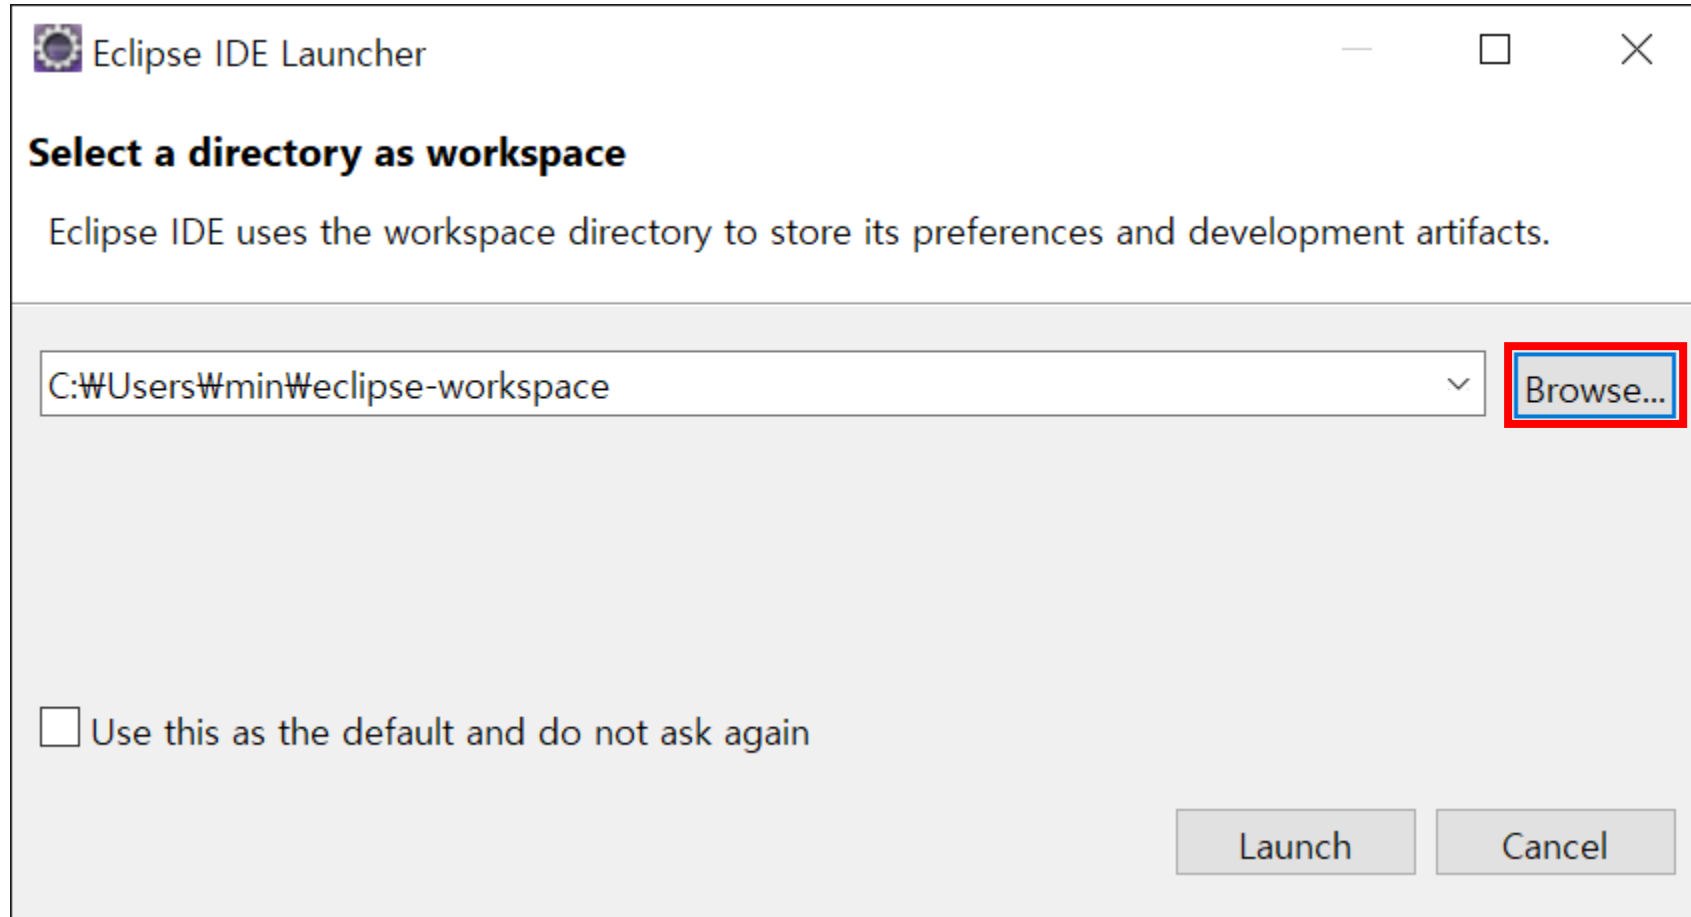 Eclipse IDE Launcher
Select a directory as workspace
Eclipse IDE uses the workspace directory to store its preferences and development artifacts.
C:₩Users₩min₩eclipse-workspace
Browse...
Use this as the default and do not ask again
Launch
Cancel